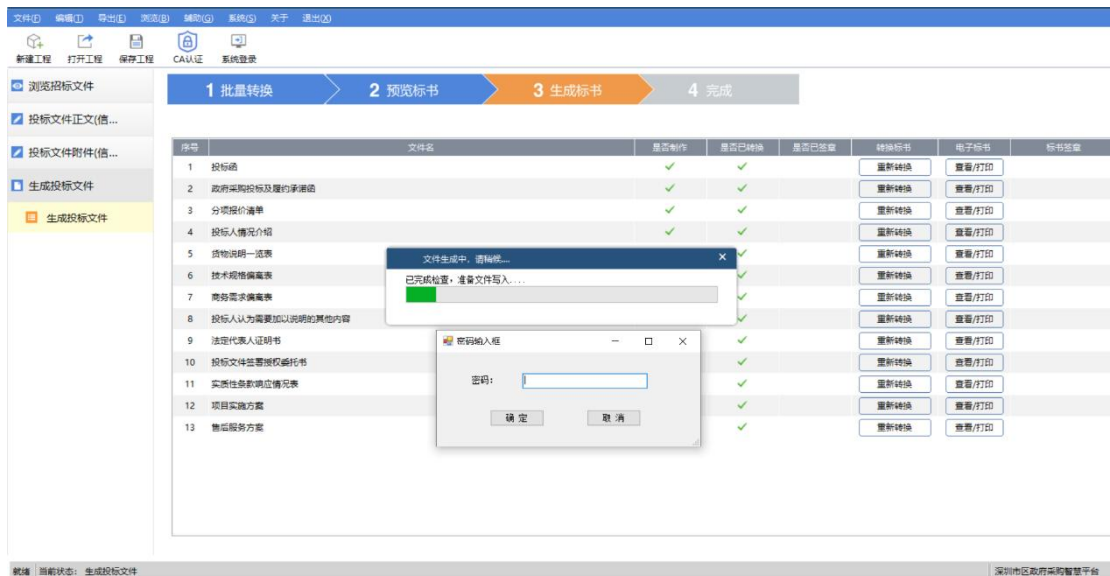 文件(F) 编辑(T) 导出(E) 浏览(B) 辅助(G) 系统(S) 关于 退出(X)
新建工程 打开工程 保存工程 CA认证 系统登录
浏览招标文件
投标文件正文(信...
投标文件附件(信...
生成投标文件
生成投标文件
1 批量转换 2 预览标书 3 生成标书 4 完成
序号 文件名 是否制作 是否已转换 是否已签章 转换标书 电子标书 标书签章
1 投标函 重新转换 查看/打印
2 政府采购投标及履约承诺函 重新转换 查看/打印
3 分项报价清单 重新转换 查看/打印
4 投标人情况介绍 重新转换 查看/打印
5 货物说明一览表 重新转换 查看/打印
6 技术规格偏离表 重新转换 查看/打印
7 商务需求偏离表 重新转换 查看/打印
8 投标人认为需要加以说明的其他内容 重新转换 查看/打印
9 法定代表人证明书 重新转换 查看/打印
10 投标文件签署授权委托书 重新转换 查看/打印
11 实质性条款响应情况表 重新转换 查看/打印
12 项目实施方案 重新转换 查看/打印
13 售后服务方案 重新转换 查看/打印
文件生成中，请稍候....
已完成检查，准备文件写入....
密码输入框
密码：
确定 取消
就绪 当前状态： 生成投标文件 深圳市区政府采购智慧平台